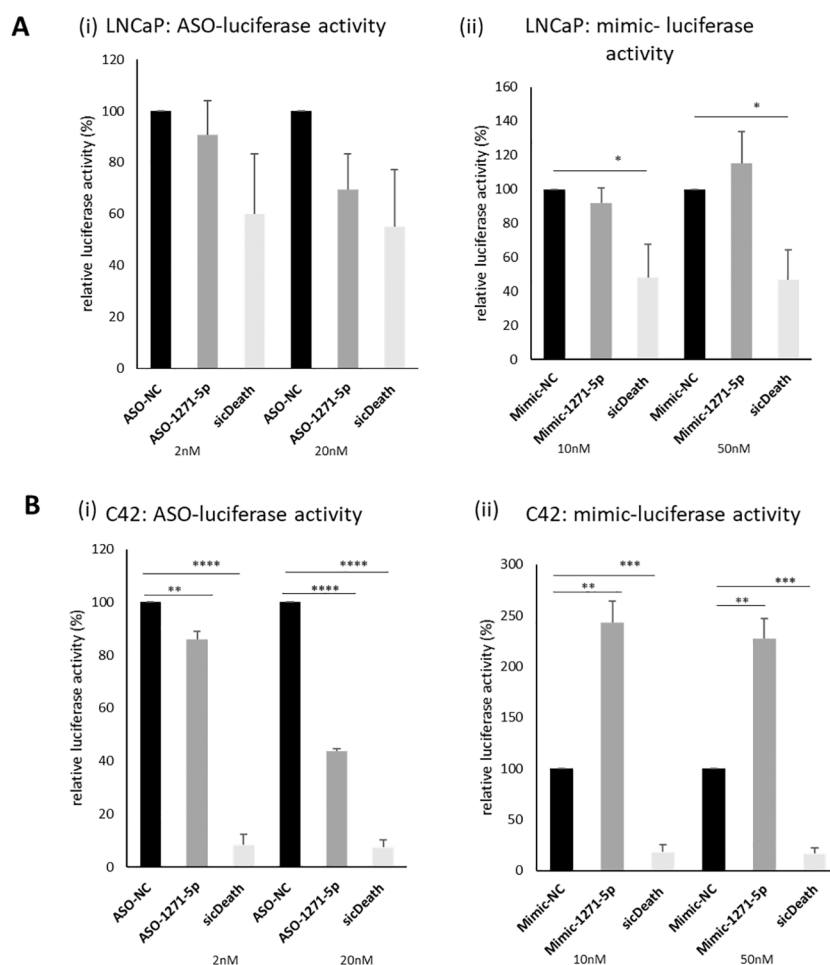 A
(i) LNCaP: ASO-luciferase activity
relative luciferase activity (%)
140
120
100
80
60
40
20
0
ASO-NC
ASO-1271-5p
sicDeath
ASO-NC
ASO-1271-5p
sicDeath
2nM
20nM
(ii) LNCaP: mimic- luciferase
activity
relative luciferase activity (%)
160
140
120
100
80
60
40
20
0
*
*
Mimic-NC
Mimic-1271-5p
sicDeath
Mimic-NC
Mimic-1271-5p
sicDeath
10nM
50nM
B
(i) C42: ASO-luciferase activity
relative luciferase activity (%)
120
100
80
60
40
20
0
****
**
****
****
ASO-NC
ASO-1271-5p
sicDeath
ASO-NC
ASO-1271-5p
sicDeath
2nM
20nM
(ii) C42: mimic-luciferase activity
relative luciferase activity (%)
300
250
200
150
100
50
0
***
**
***
**
Mimic-NC
Mimic-1271-5p
sicDeath
Mimic-NC
Mimic-1271-5p
sicDeath
10nM
50nM